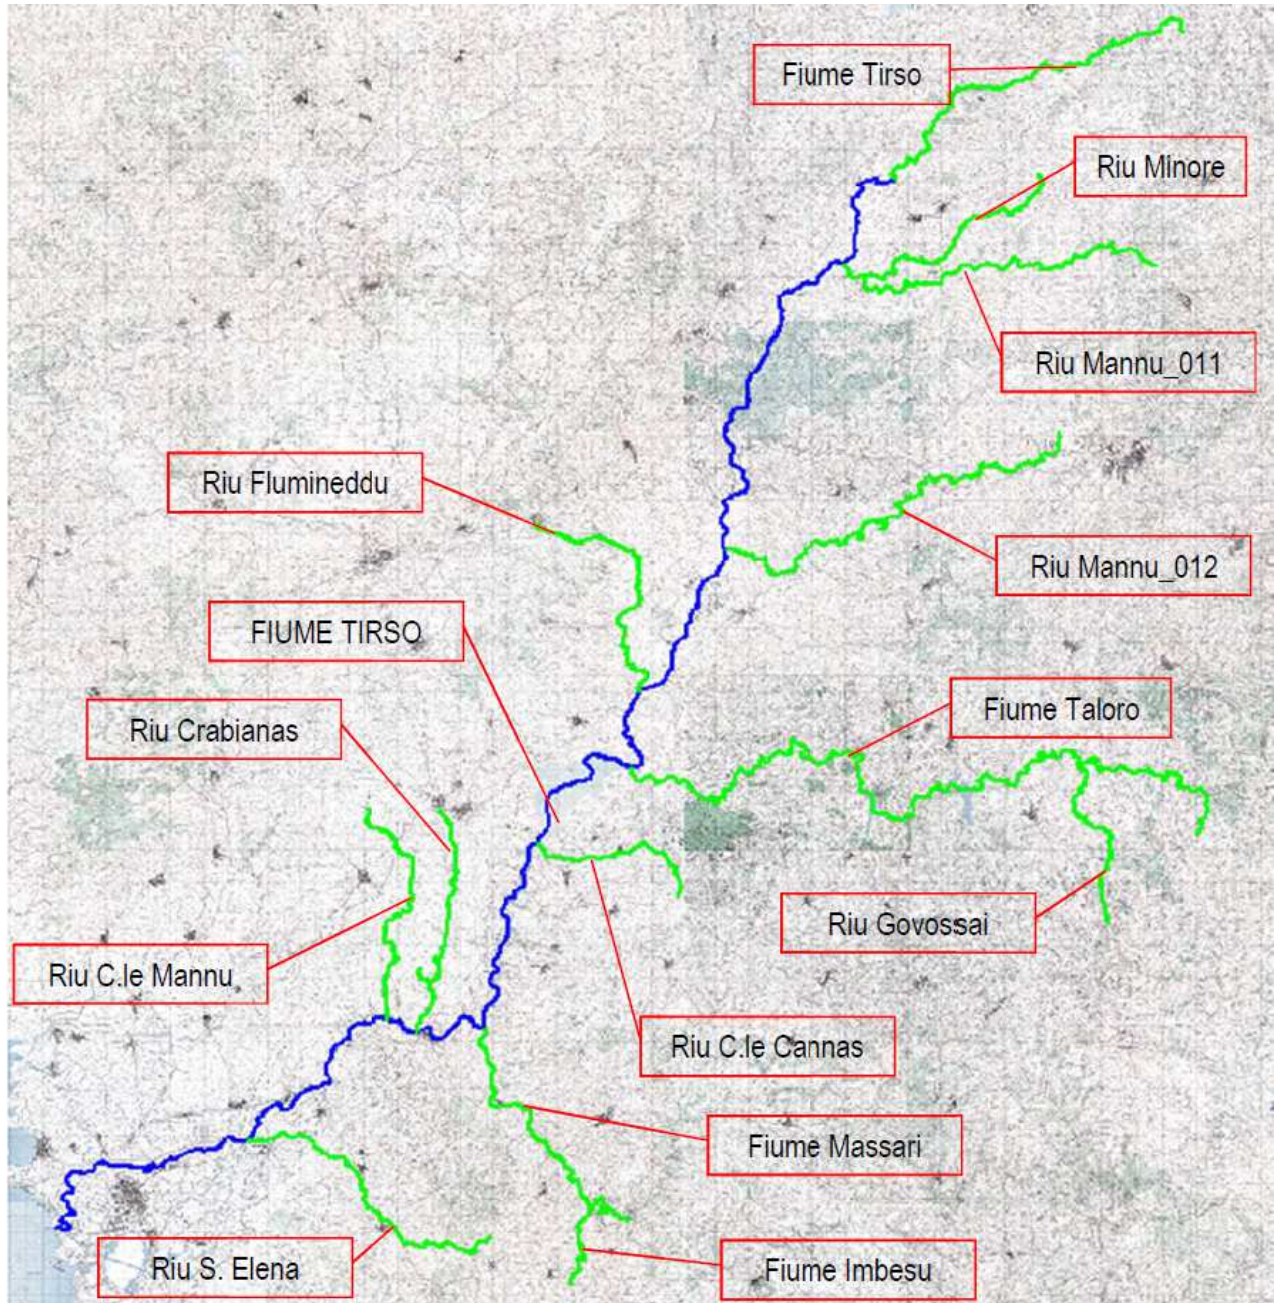 Fiume Tirso
Riu Minore
Riu Mannu_011
Riu Flumineddu
Riu Mannu_012
FIUME TIRSO
Fiume Taloro
Riu Crabianas
Riu Govossai
Riu C.le Mannu
Riu C.le Cannas
Fiume Massari
Riu S. Elena
Fiume Imbesu